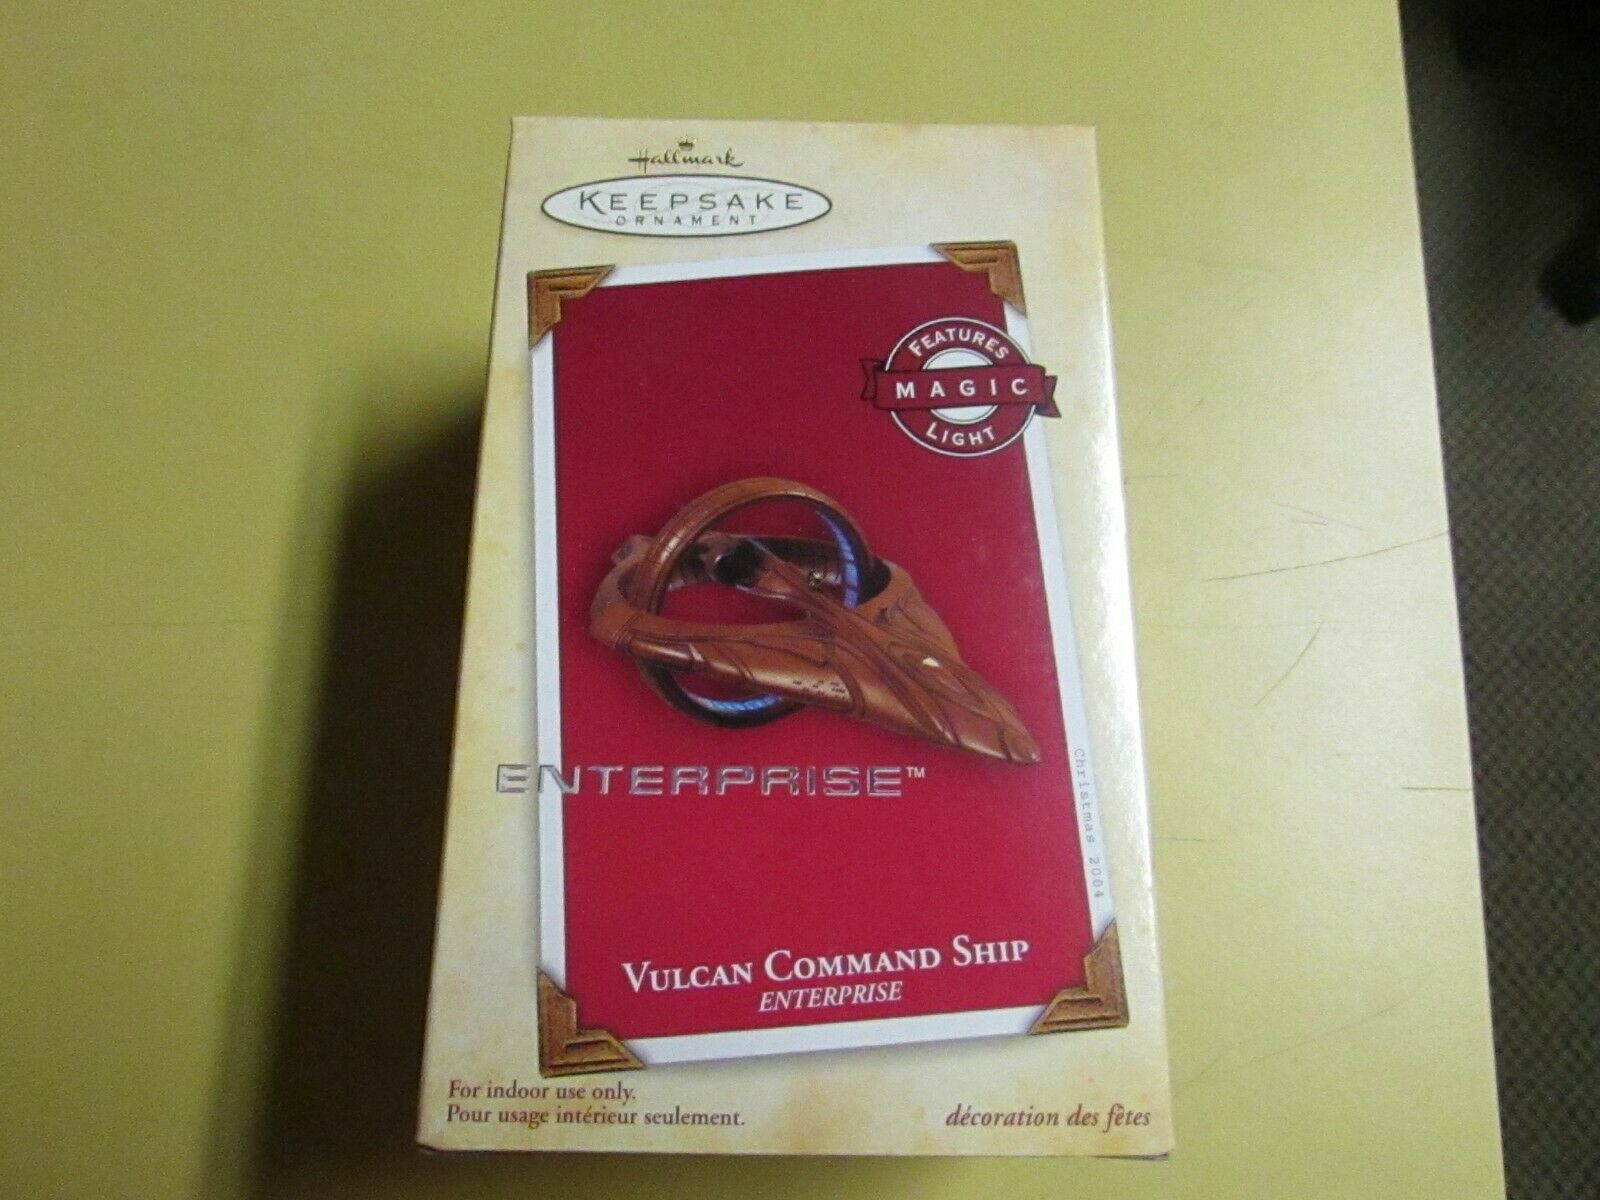 Hallmark
KEEPSAKE
ORNAMENT
FEATURES
MAGIC
LIGHT
ENTERPRISE™
Christmas 2004
VULCAN COMMAND SHIP
ENTERPRISE
For indoor use only.
Pour usage intérieur seulement.
décoration des fêtes